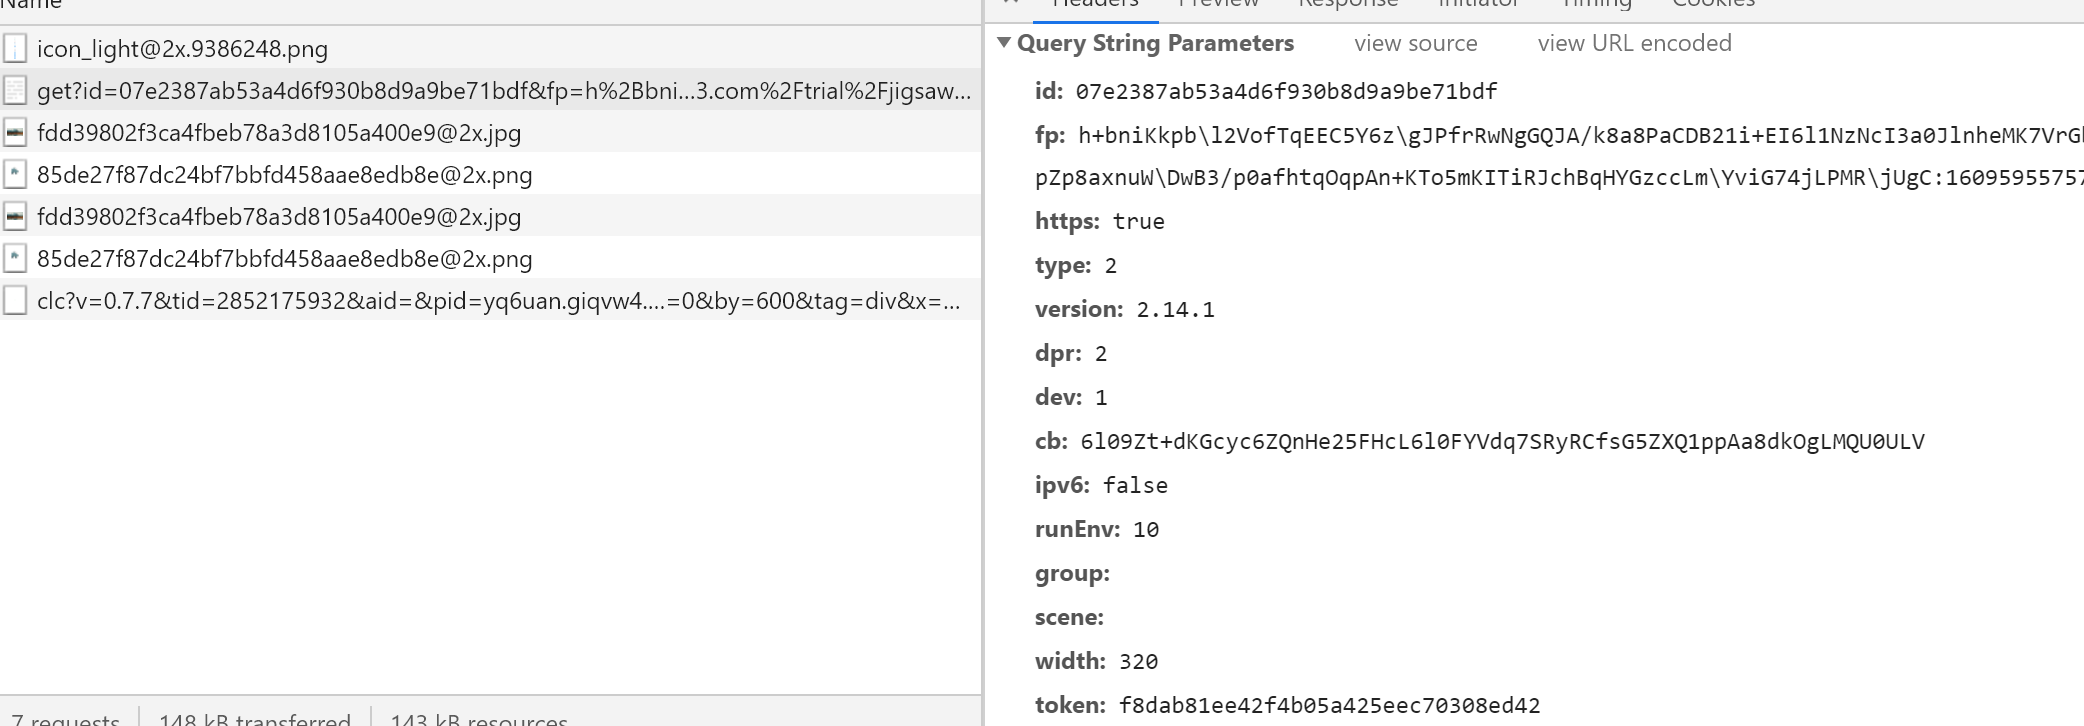 Name
icon_light@2x.9386248.png
get?id=07e2387ab53a4d6f930b8d9a9be71bdf&fp=h%2Bbni...3.com%2Ftrial%2Fjigsaw...
fdd39802f3ca4fbeb78a3d8105a400e9@2x.jpg
85de27f87dc24bf7bbfd458aae8edb8e@2x.png
fdd39802f3ca4fbeb78a3d8105a400e9@2x.jpg
85de27f87dc24bf7bbfd458aae8edb8e@2x.png
clc?v=0.7.7&tid=2852175932&aid=&pid=yq6uan.giqvw4....=0&by=600&tag=div&x=...
7 requests 148 kB transferred 143 kB resources
Headers Preview Response Initiator Timing Cookies
Query String Parameters view source view URL encoded
id: 07e2387ab53a4d6f930b8d9a9be71bdf
fp: h+bniKkpb\l2VofTqEEC5Y6z\gJPfrRwNgGQJA/k8a8PaCDB21i+EI6l1NzNcI3a0JlnheMK7VrG
pZp8axnuW\DwB3/p0afhtqOqpAn+KTo5mKITiRJchBqHYGzccLm\YviG74jLPMR\jUgC:16095955757
https: true
type: 2
version: 2.14.1
dpr: 2
dev: 1
cb: 6l09Zt+dKGcyc6ZQnHe25FHcL6l0FYVdq7SRyRCfsG5ZXQ1ppAa8dkOgLMQU0ULV
ipv6: false
runEnv: 10
group:
scene:
width: 320
token: f8dab81ee42f4b05a425eec70308ed42